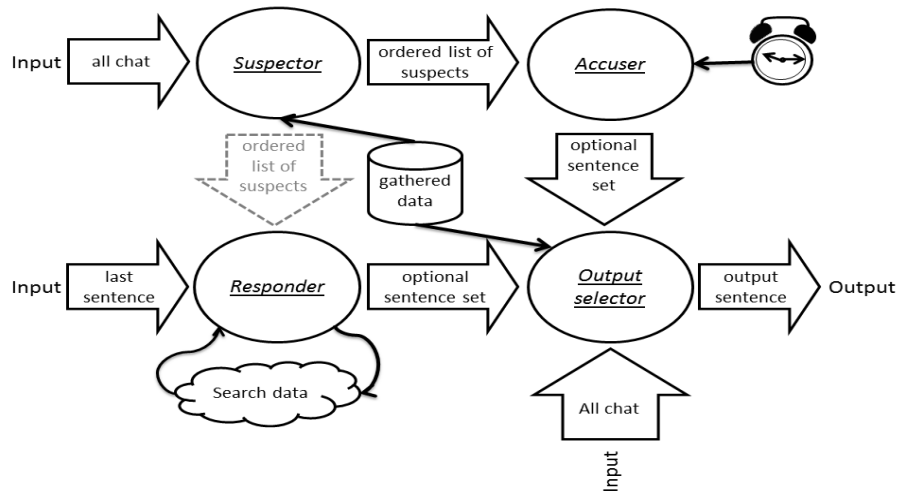 Input
all chat
Suspector
ordered list of
suspects
Accuser
ordered
list of
suspects
gathered
data
optional
sentence
set
Input
last
sentence
Responder
optional
sentence set
Output
selector
output
sentence
Output
Search data
All chat
Input